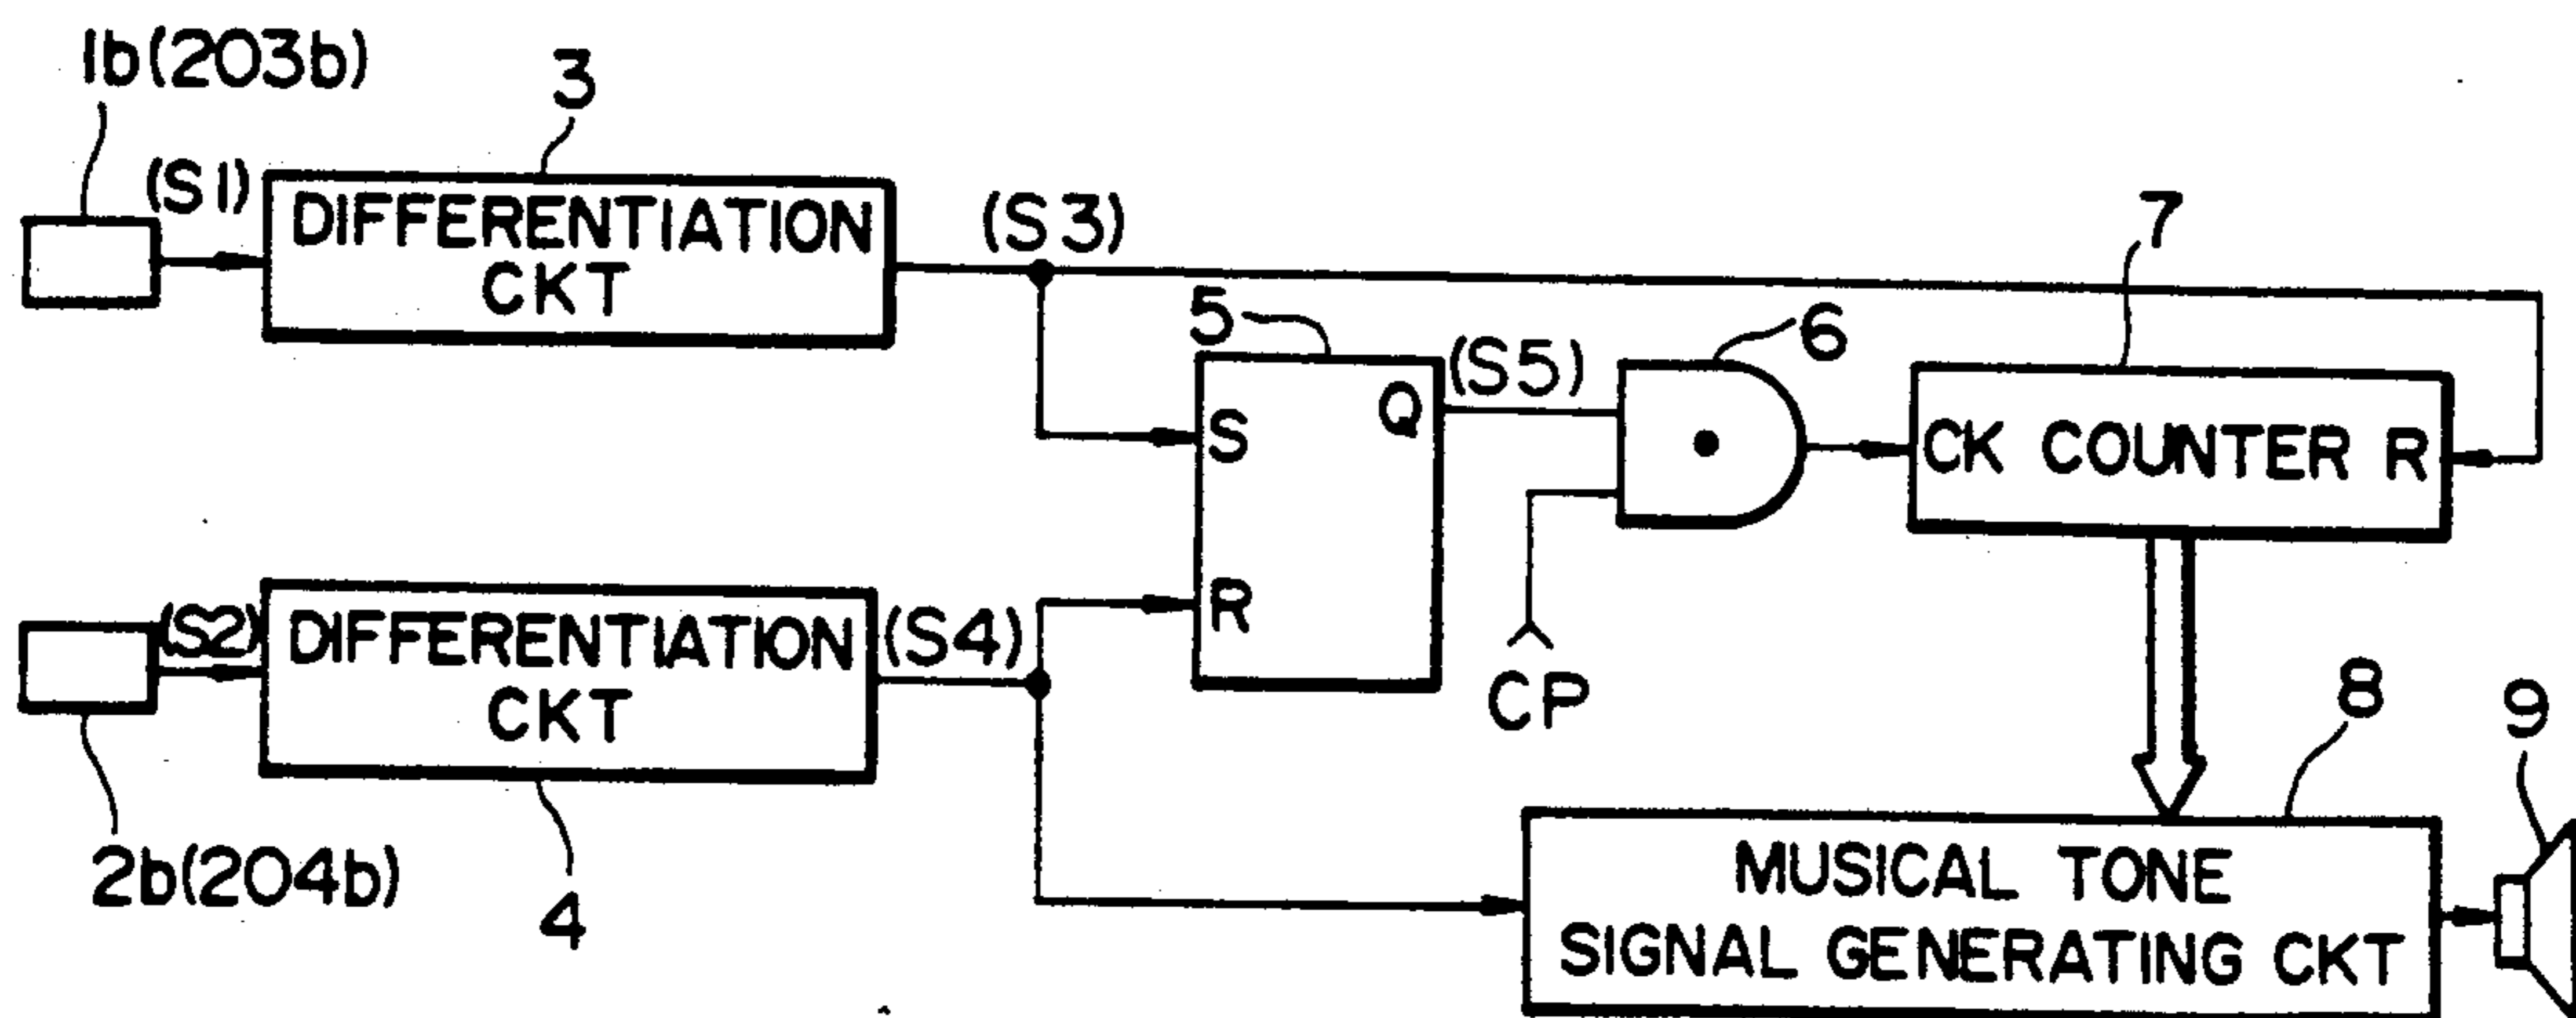 1b(203b)
3
(S1)
DIFFERENTIATION
CKT
(S3)
7
5
(S5)
6
S
Q
R
CK COUNTER R
CP
(S2)
DIFFERENTIATION
CKT
(S4)
2b(204b)
4
8
9
MUSICAL TONE
SIGNAL GENERATING CKT